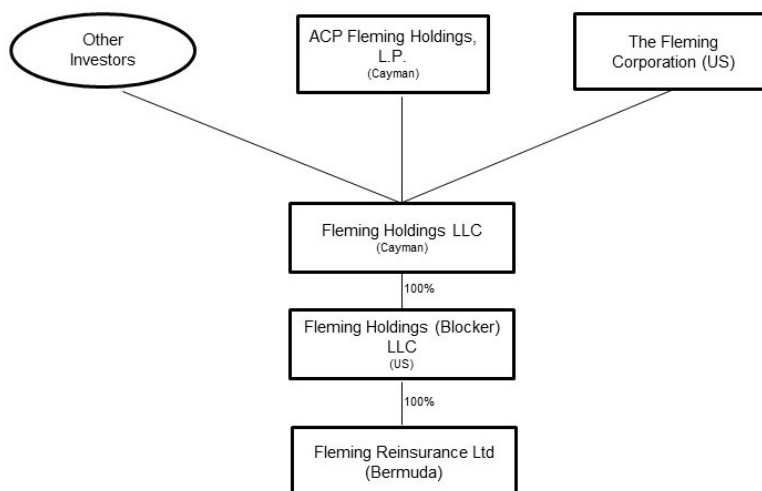 Other
Investors
ACP Fleming Holdings,
L.P.
(Cayman)
The Fleming
Corporation (US)
Fleming Holdings LLC
(Cayman)
100%
Fleming Holdings (Blocker)
LLC
(US)
100%
Fleming Reinsurance Ltd
(Bermuda)